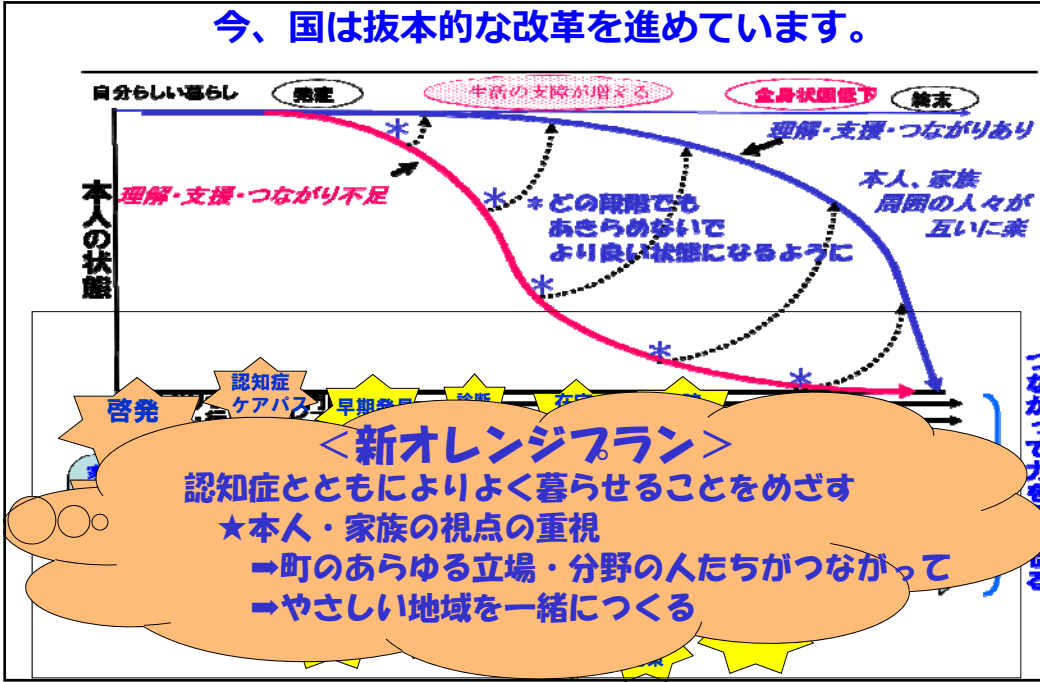 今、国は抜本的な改革を進めています。
自分らしい暮らし
発症
生活の支障が増える
全身状態低下
終末
理解・支援・つながりあり
本人の状態
理解・支援・つながり不足
本人、家族
周囲の人々が
互いに楽
*どの段階でも
あきらめないで
より良い状態になるように
啓発
認知症
ケアパス
早期発見
診断
在宅
<新オレンジプラン>
認知症とともによりよく暮らせることをめざす
★本人・家族の視点の重視
➡町のあらゆる立場・分野の人たちがつながって
➡やさしい地域を一緒につくる
つながって